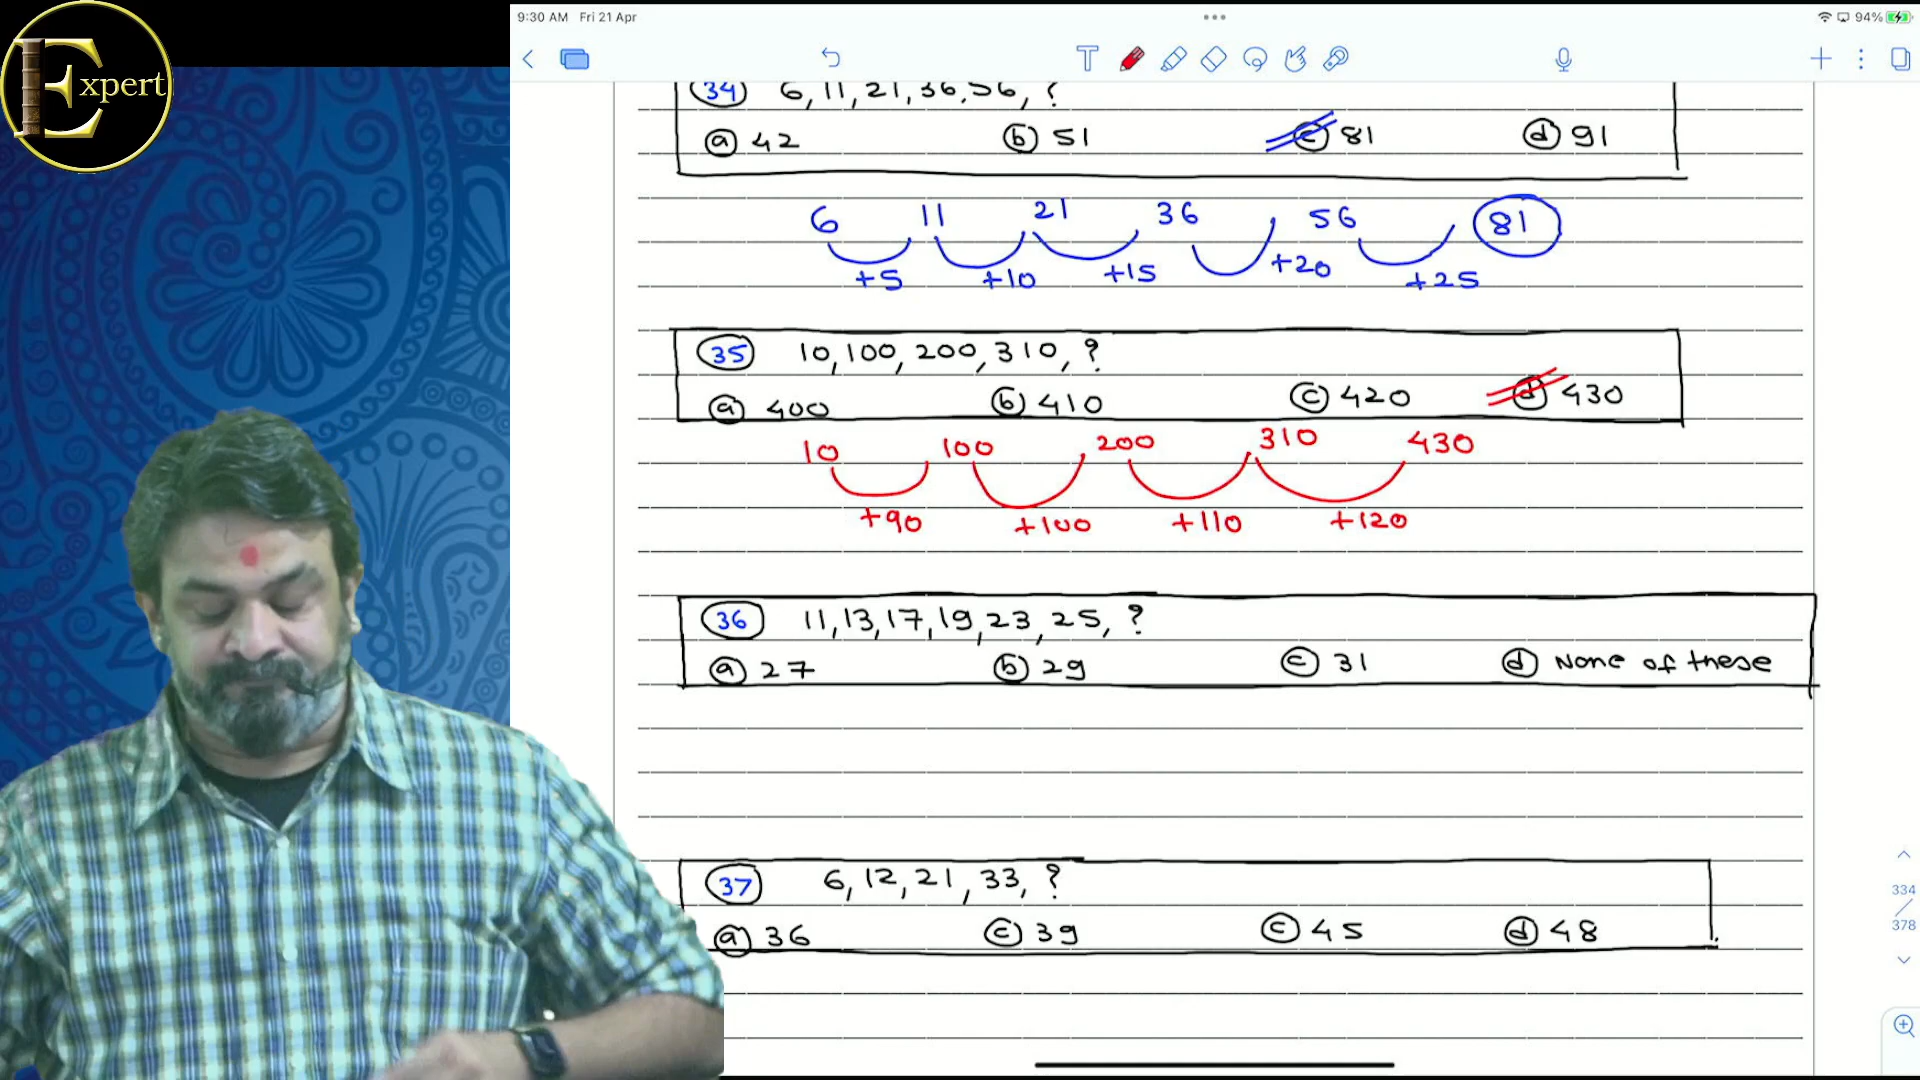 Expert
9:30 AM Fri 21 Apr
94%
34 6, 11, 21, 36, 56, ?
a 42 b 51 c 81 d 91
6 11 21 36 56 81
+5 +10 +15 +20 +25
35 10, 100, 200, 310, ?
a 400 b 410 c 420 d 430
10 100 200 310 430
+90 +100 +110 +120
36 11, 13, 17, 19, 23, 25, ?
a 27 b 29 c 31 d None of these
37 6, 12, 21, 33, ?
a 36 c 39 c 45 d 48
334
378